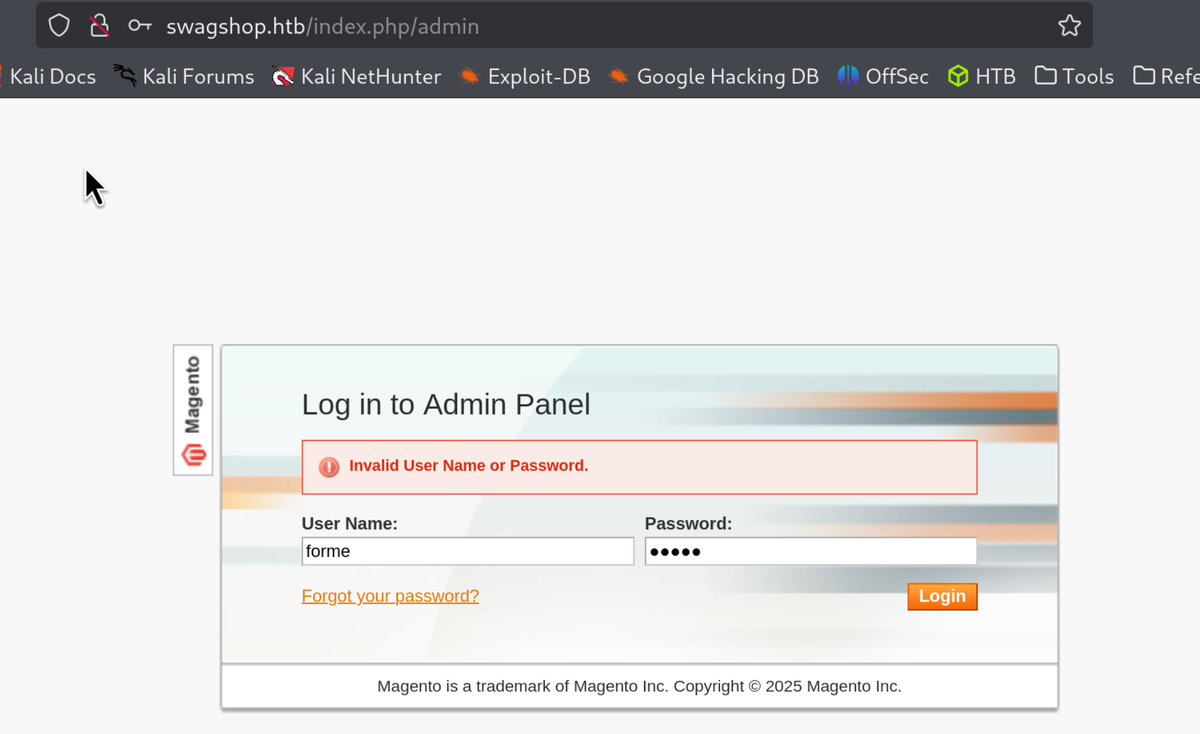 swagshop.htb/index.php/admin
Kali Docs Kali Forums Kali NetHunter Exploit-DB Google Hacking DB OffSec HTB Tools Refe
Magento
Log in to Admin Panel
Invalid User Name or Password.
User Name: Password:
forme •••••
Forgot your password? Login
Magento is a trademark of Magento Inc. Copyright © 2025 Magento Inc.